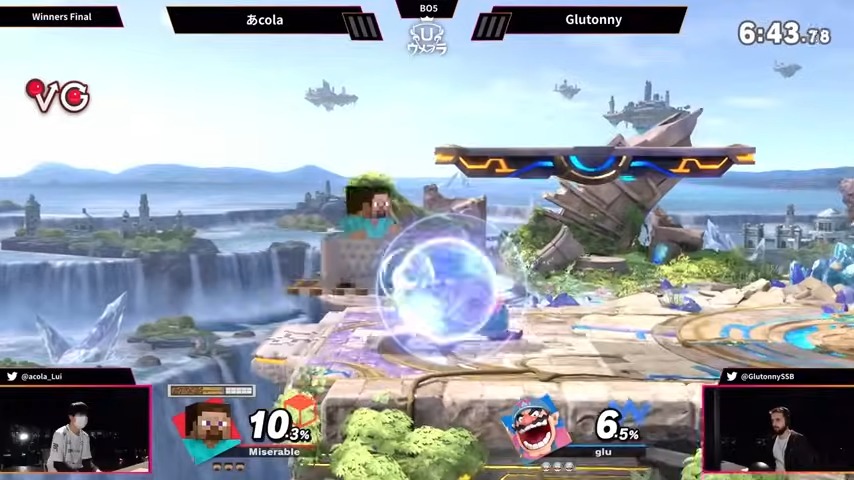 Winners Final
あcola
BO5
U
ウメブラ
Glutonny
6:43.78
VG
@acola_Lui
@GlutonnySSB
10.3%
Miserable
6.5%
glu